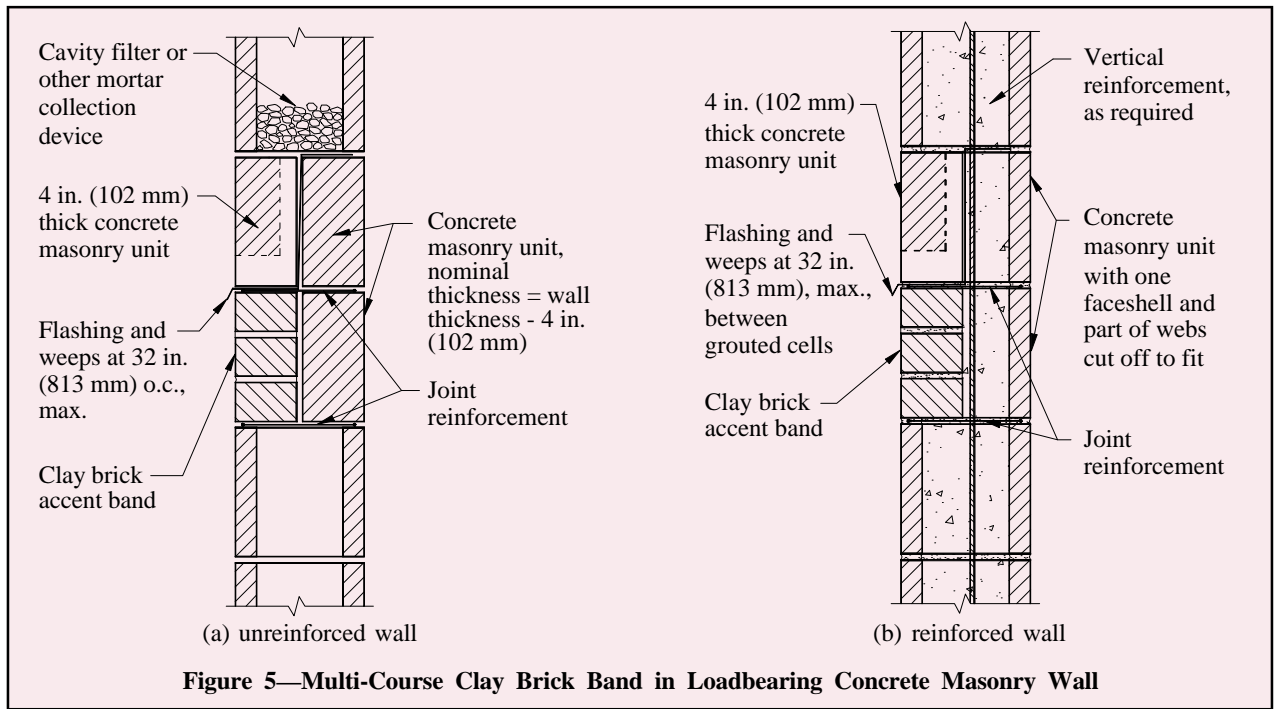 Cavity filter or
other mortar
collection
device
4 in. (102 mm)
thick concrete
masonry unit
Flashing and
weeps at 32 in.
(813 mm) o.c.,
max.
Clay brick
accent band
Concrete
masonry unit,
nominal
thickness = wall
thickness - 4 in.
(102 mm)
Joint
reinforcement
(a) unreinforced wall
4 in. (102 mm)
thick concrete
masonry unit
Flashing and
weeps at 32 in.
(813 mm), max.,
between
grouted cells
Clay brick
accent band
Vertical
reinforcement,
as required
Concrete
masonry unit
with one
faceshell and
part of webs
cut off to fit
Joint
reinforcement
(b) reinforced wall
Figure 5—Multi-Course Clay Brick Band in Loadbearing Concrete Masonry Wall